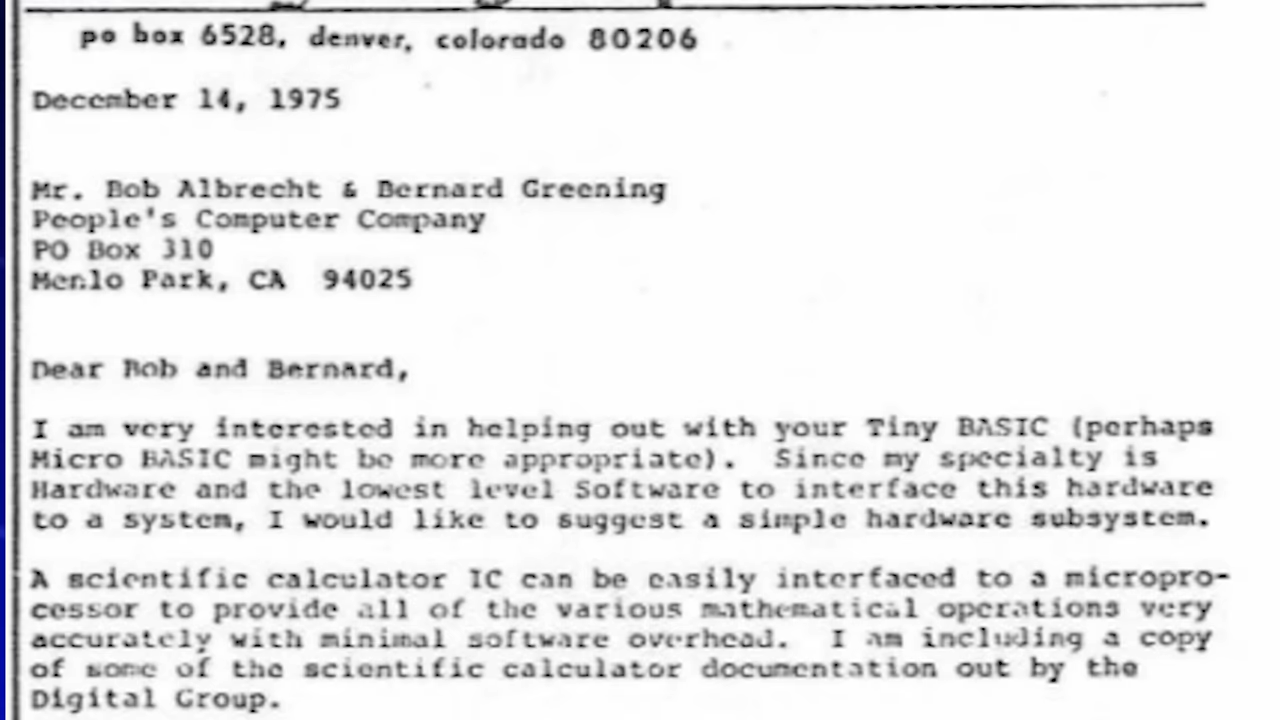 po box 6528, denver, colorado 80206
December 14, 1975
Mr. Bob Albrecht & Bernard Greening
People's Computer Company
PO Box 310
Menlo Park, CA 94025
Dear Bob and Bernard,
I am very interested in helping out with your Tiny BASIC (perhaps
Micro BASIC might be more appropriate). Since my specialty is
Hardware and the lowest level Software to interface this hardware
to a system, I would like to suggest a simple hardware subsystem.
A scientific calculator IC can be easily interfaced to a micropro-
cessor to provide all of the various mathematical operations very
accurately with minimal software overhead. I am including a copy
of some of the scientific calculator documentation out by the
Digital Group.